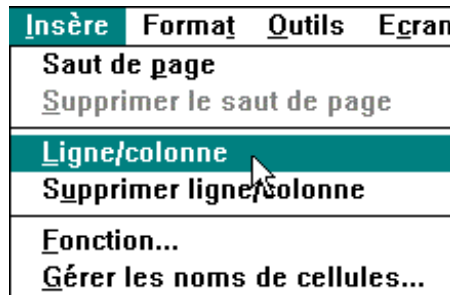 Insère Format Outils Ecran
Saut de page
Supprimer le saut de page
Ligne/colonne
Supprimer ligne/colonne
Fonction...
Gérer les noms de cellules...